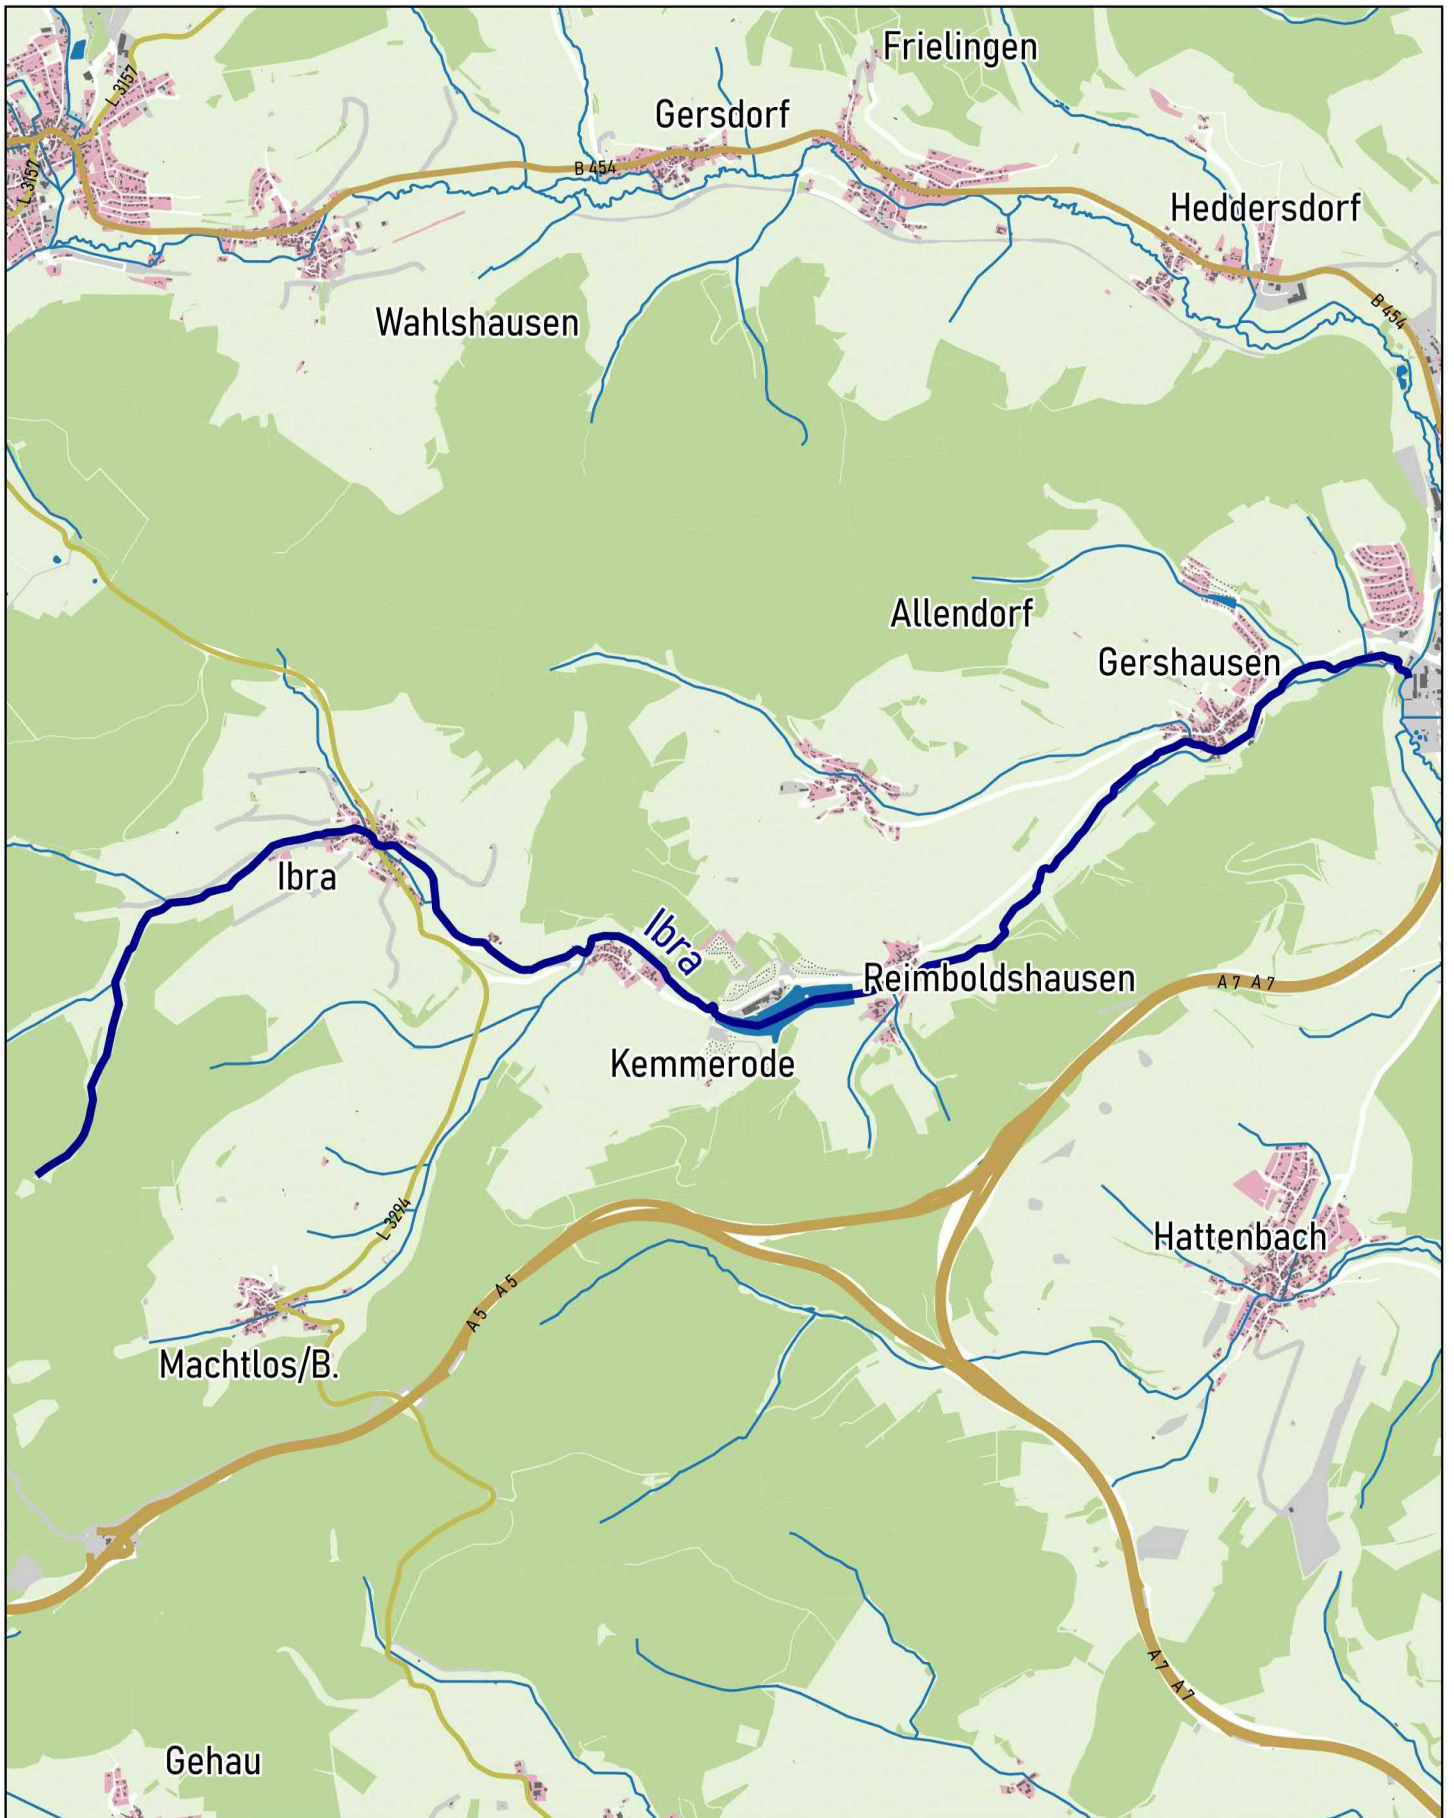 Frielingen
L 3157
Gersdorf
B 454
L 3157
Heddersdorf
B 454
Wahlshausen
Allendorf
Gershausen
Ibra
Ibra
Reimboldshausen
A 7 A 7
Kemmerode
L 3294
Hattenbach
A 5 A 5
Machtlos/B.
A 7 A 7
Gehau